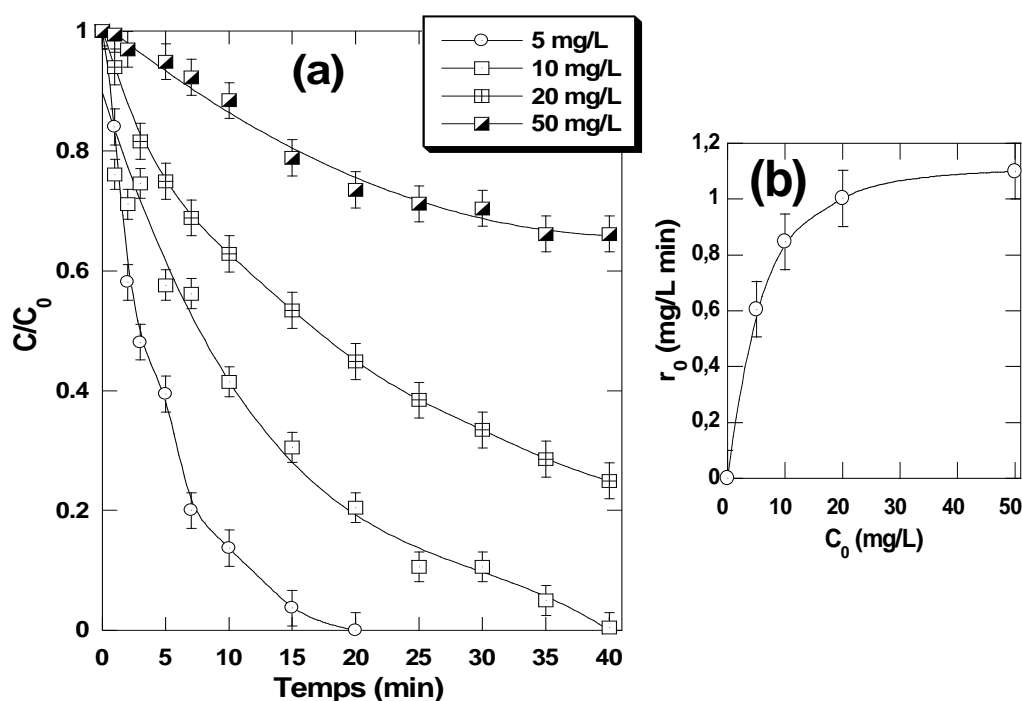 (a)
5 mg/L
10 mg/L
20 mg/L
50 mg/L
C/C0
1
0.8
0.6
0.4
0.2
0
0 5 10 15 20 25 30 35 40
Temps (min)
(b)
r0 (mg/L min)
1,2
1
0,8
0,6
0,4
0,2
0
0 10 20 30 40 50
C0 (mg/L)